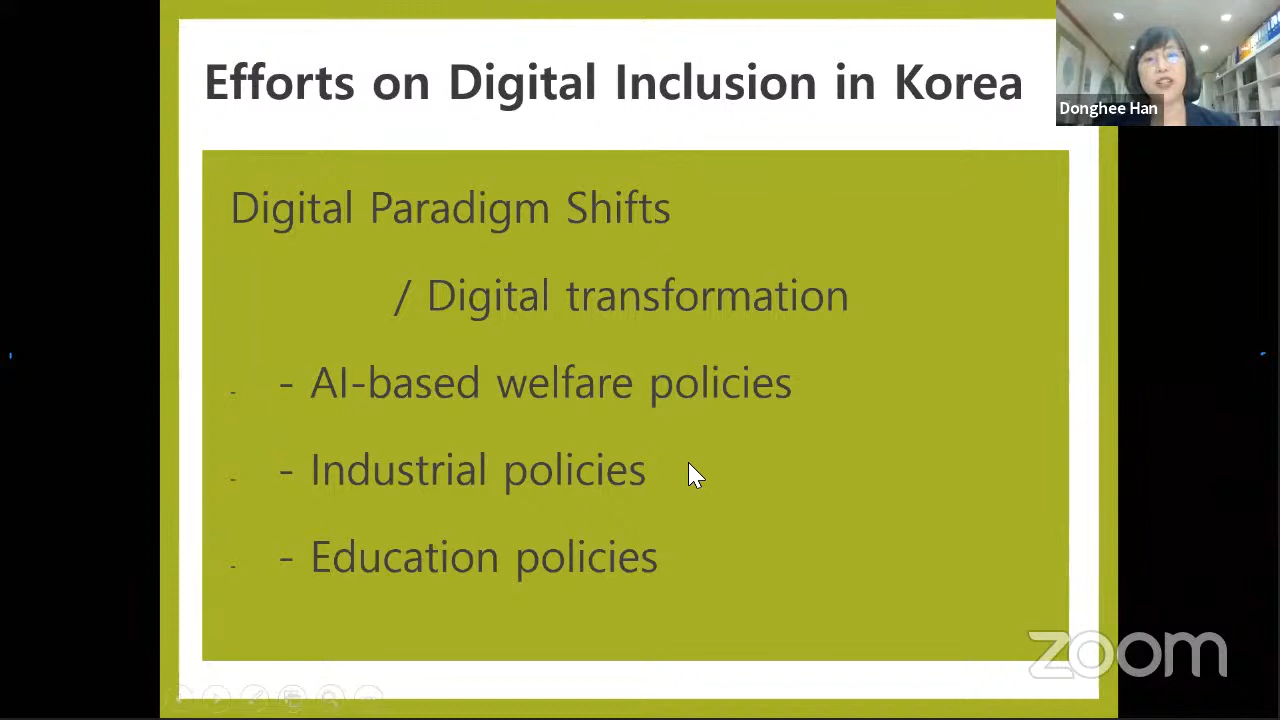 Efforts on Digital Inclusion in Korea
Donghee Han
Digital Paradigm Shifts
/ Digital transformation
- - AI-based welfare policies
- - Industrial policies
- - Education policies
zoom